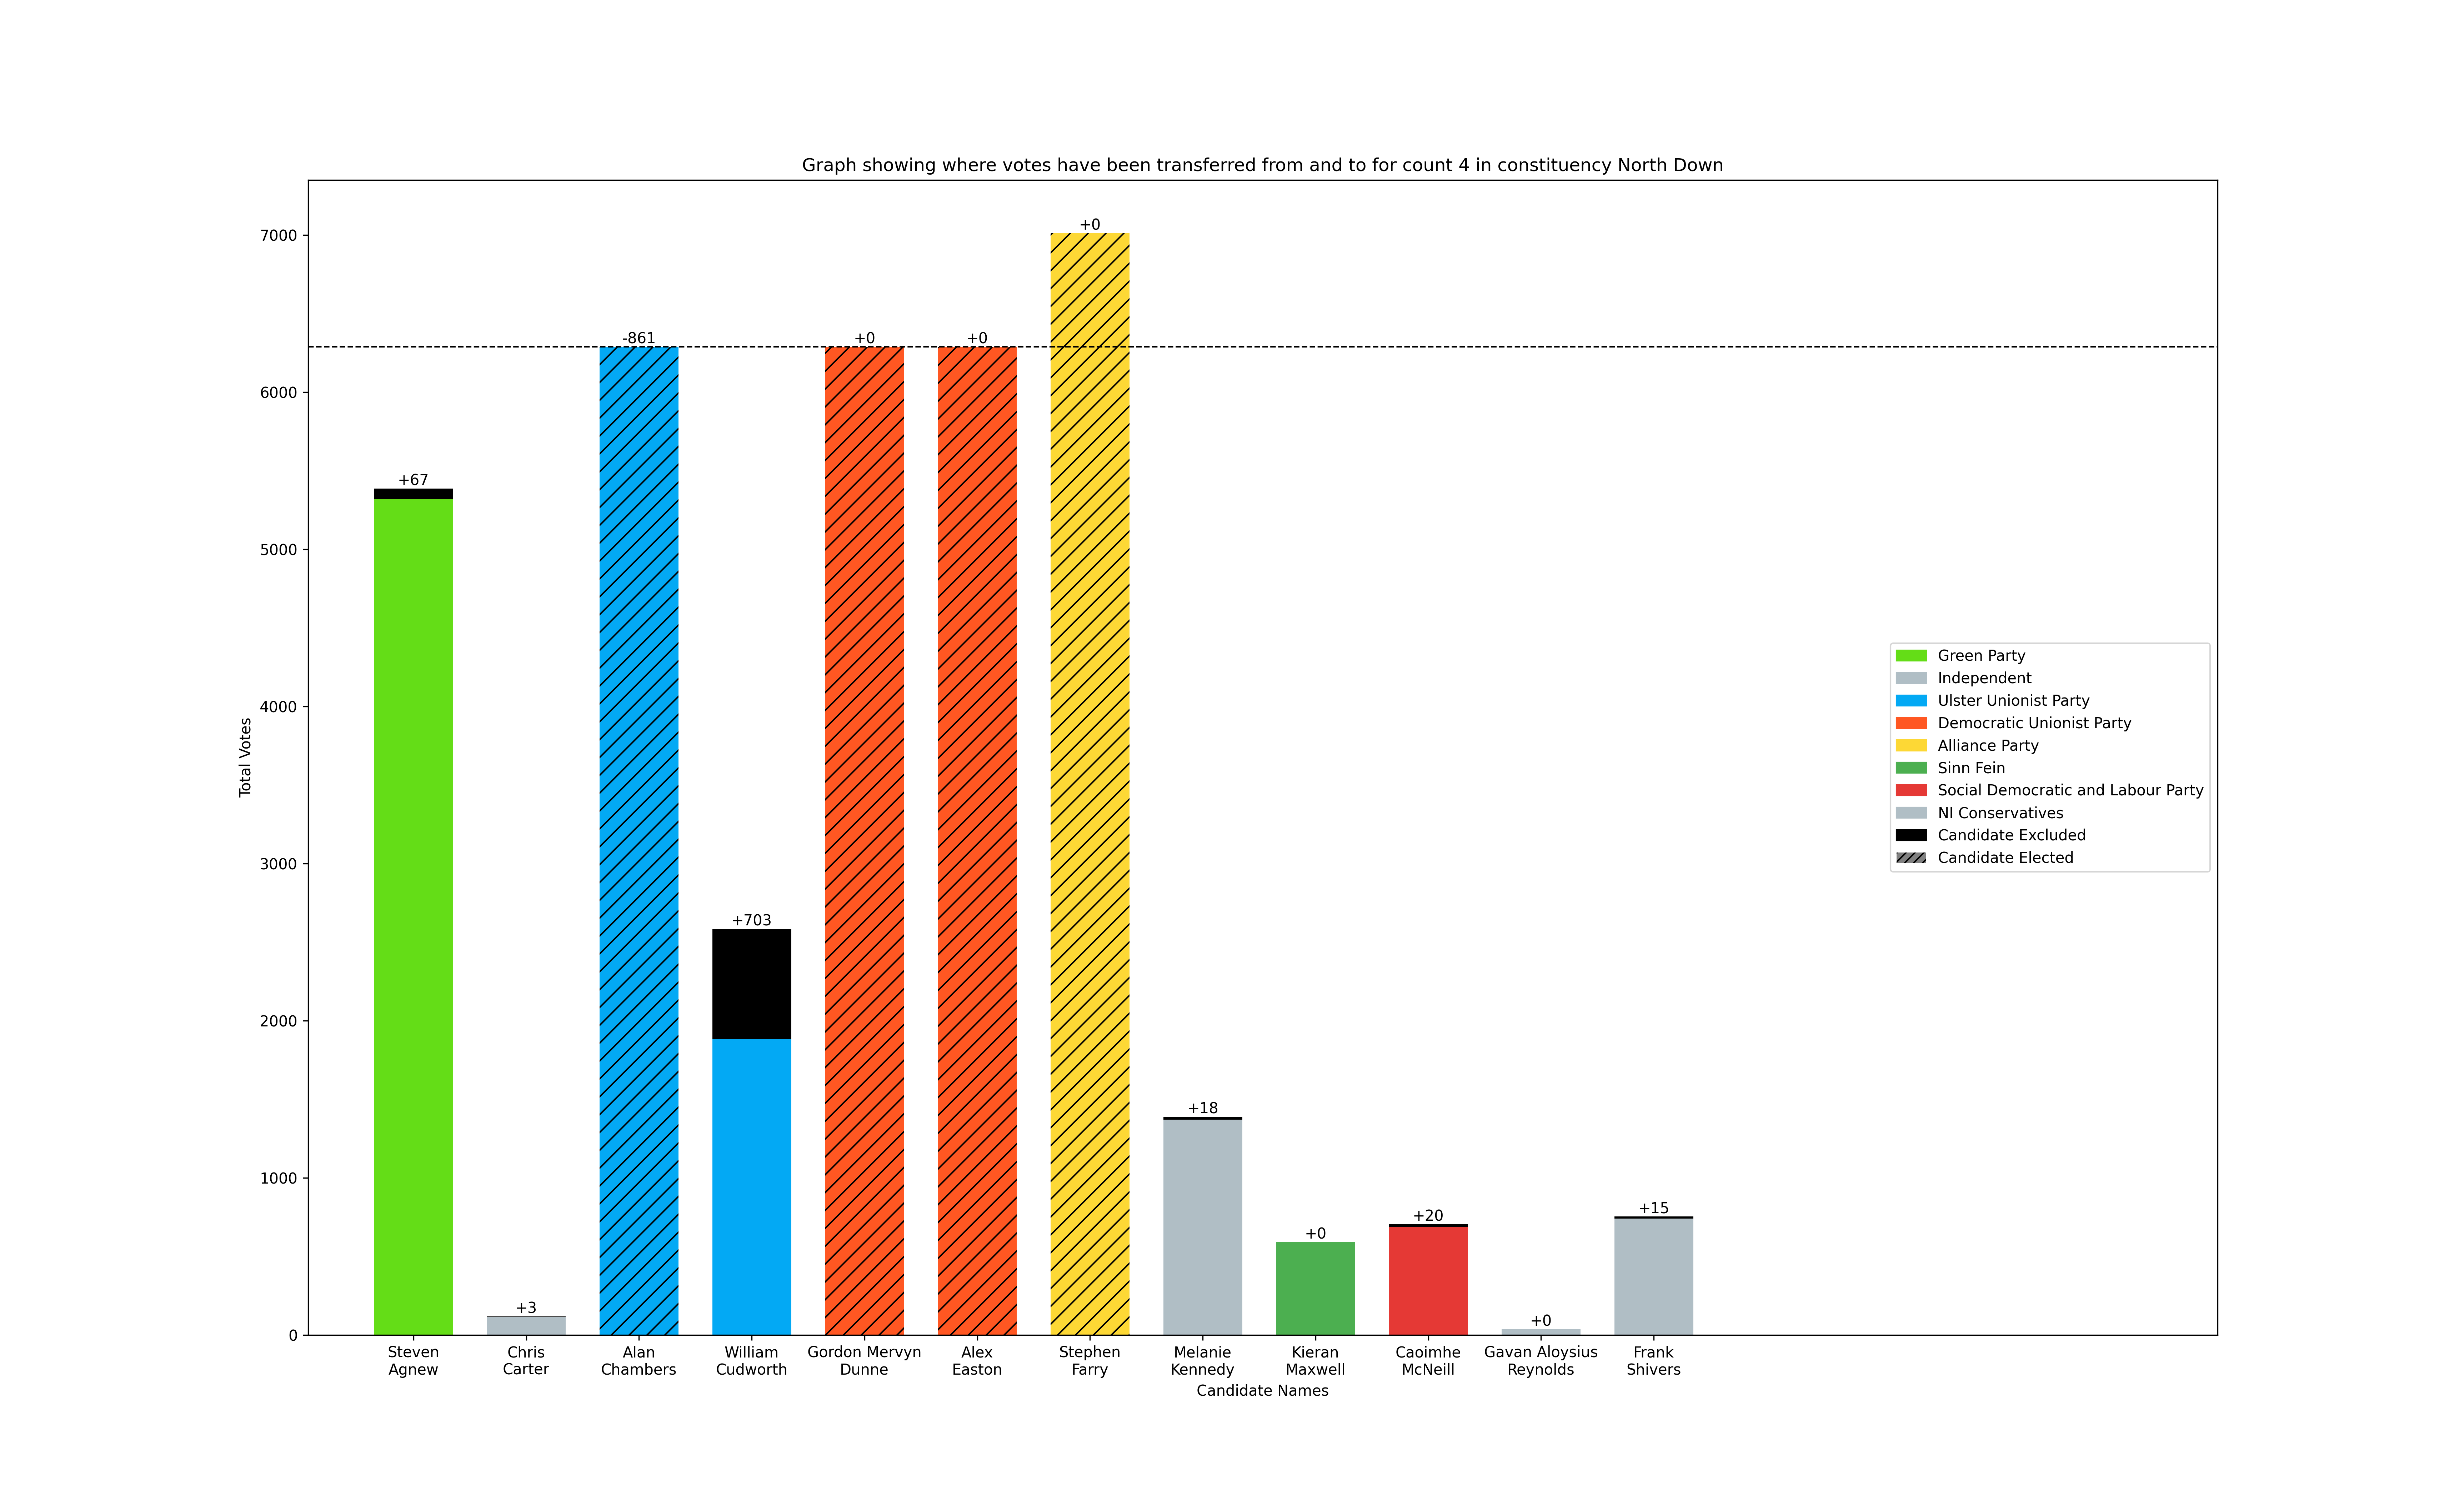 Graph showing where votes have been transferred from and to for count 4 in constituency North Down
+0
7000
-861
+0
+0
6000
+67
5000
4000
3000
2000
1000
0
+703
+18
+0
+20
+0
+15
+3
Total Votes
Green Party
Independent
Ulster Unionist Party
Democratic Unionist Party
Alliance Party
Sinn Fein
Social Democratic and Labour Party
NI Conservatives
Candidate Excluded
Candidate Elected
Steven
Agnew
Chris
Carter
Alan
Chambers
William
Cudworth
Gordon Mervyn
Dunne
Alex
Easton
Stephen
Farry
Melanie
Kennedy
Kieran
Maxwell
Caoimhe
McNeill
Gavan Aloysius
Reynolds
Frank
Shivers
Candidate Names